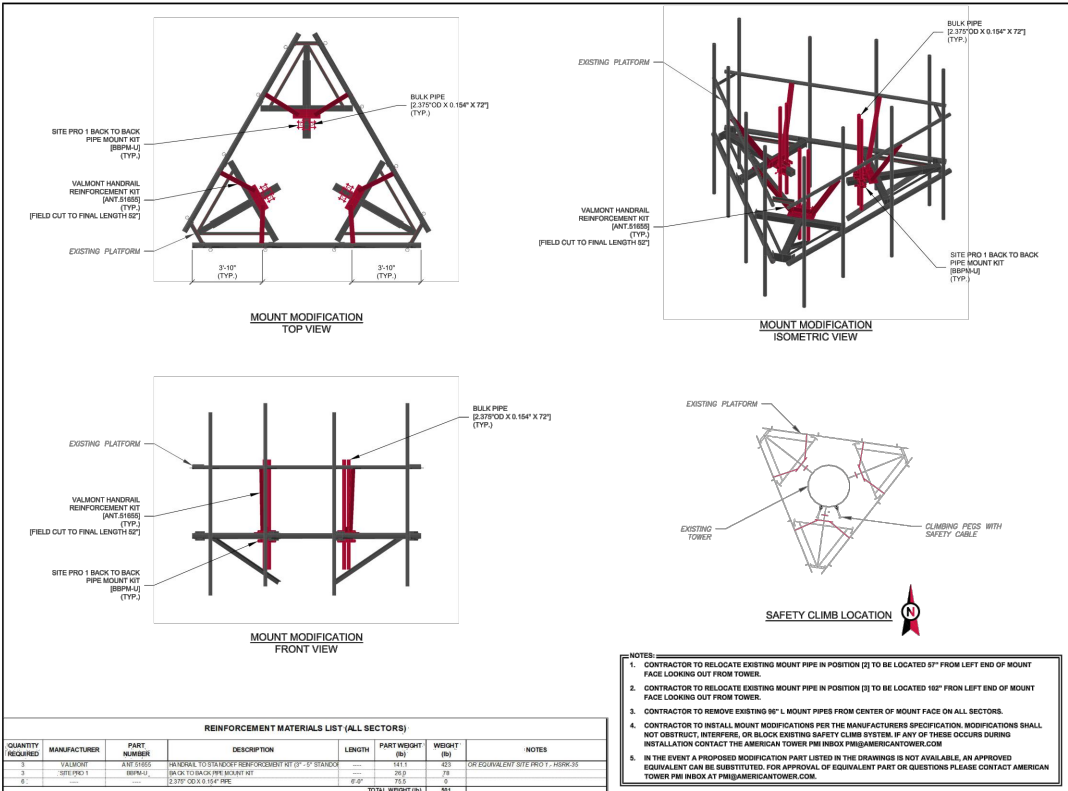 BULK PIPE
[2.375"OD X 0.154" X 72"]
(TYP.)
SITE PRO 1 BACK TO BACK
PIPE MOUNT KIT
[BBPM-U]
(TYP.)
VALMONT HANDRAIL
REINFORCEMENT KIT
[ANT.51655]
(TYP.)
[FIELD CUT TO FINAL LENGTH 52"]
EXISTING PLATFORM
3'-10"
(TYP.)
3'-10"
(TYP.)
MOUNT MODIFICATION
TOP VIEW
BULK PIPE
[2.375"OD X 0.154" X 72"]
(TYP.)
EXISTING PLATFORM
VALMONT HANDRAIL
REINFORCEMENT KIT
[ANT.51655]
(TYP.)
[FIELD CUT TO FINAL LENGTH 52"]
SITE PRO 1 BACK TO BACK
PIPE MOUNT KIT
[BBPM-U]
(TYP.)
MOUNT MODIFICATION
ISOMETRIC VIEW
BULK PIPE
[2.375"OD X 0.154" X 72"]
(TYP.)
EXISTING PLATFORM
VALMONT HANDRAIL
REINFORCEMENT KIT
[ANT.51655]
(TYP.)
[FIELD CUT TO FINAL LENGTH 52"]
SITE PRO 1 BACK TO BACK
PIPE MOUNT KIT
[BBPM-U]
(TYP.)
MOUNT MODIFICATION
FRONT VIEW
EXISTING PLATFORM
EXISTING
TOWER
CLIMBING PEGS WITH
SAFETY CABLE
SAFETY CLIMB LOCATION
N
NOTES:
1. CONTRACTOR TO RELOCATE EXISTING MOUNT PIPE IN POSITION [2] TO BE LOCATED 57" FROM LEFT END OF MOUNT
FACE LOOKING OUT FROM TOWER.
2. CONTRACTOR TO RELOCATE EXISTING MOUNT PIPE IN POSITION [3] TO BE LOCATED 102" FRON LEFT END OF MOUNT
FACE LOOKING OUT FROM TOWER.
3. CONTRACTOR TO REMOVE EXISTING 96" L MOUNT PIPES FROM CENTER OF MOUNT FACE ON ALL SECTORS.
4. CONTRACTOR TO INSTALL MOUNT MODIFICATIONS PER THE MANUFACTURERS SPECIFICATION. MODIFICATIONS SHALL
NOT OBSTRUCT, INTERFERE, OR BLOCK EXISTING SAFETY CLIMB SYSTEM. IF ANY OF THESE OCCURS DURING
INSTALLATION CONTACT THE AMERICAN TOWER PMI INBOX PMI@AMERICANTOWER.COM
5. IN THE EVENT A PROPOSED MODIFICATION PART LISTED IN THE DRAWINGS IS NOT AVAILABLE, AN APPROVED
EQUIVALENT CAN BE SUBSTITUTED. FOR APPROVAL OF EQUIVALENT PART OR QUESTIONS PLEASE CONTACT AMERICAN
TOWER PMI INBOX AT PMI@AMERICANTOWER.COM.
REINFORCEMENT MATERIALS LIST (ALL SECTORS)
QUANTITY REQUIRED MANUFACTURER PART NUMBER DESCRIPTION LENGTH PART WEIGHT (lb) WEIGHT (lb) NOTES
3 VALMONT ANT.51655 HANDRAIL TO STANDOFF REINFORCEMENT KIT (3" - 5" STANDOF ---- 141.1 423 OR EQUIVALENT SITE PRO 1 - HSRK-35
3 SITE PRO 1 BBPM-U BACK TO BACK PIPE MOUNT KIT ---- 26.0 78
6 ---- ---- 2.375" OD X 0.154" PIPE 6'-0" 75.5 0
TOTAL WEIGHT (lb) 501